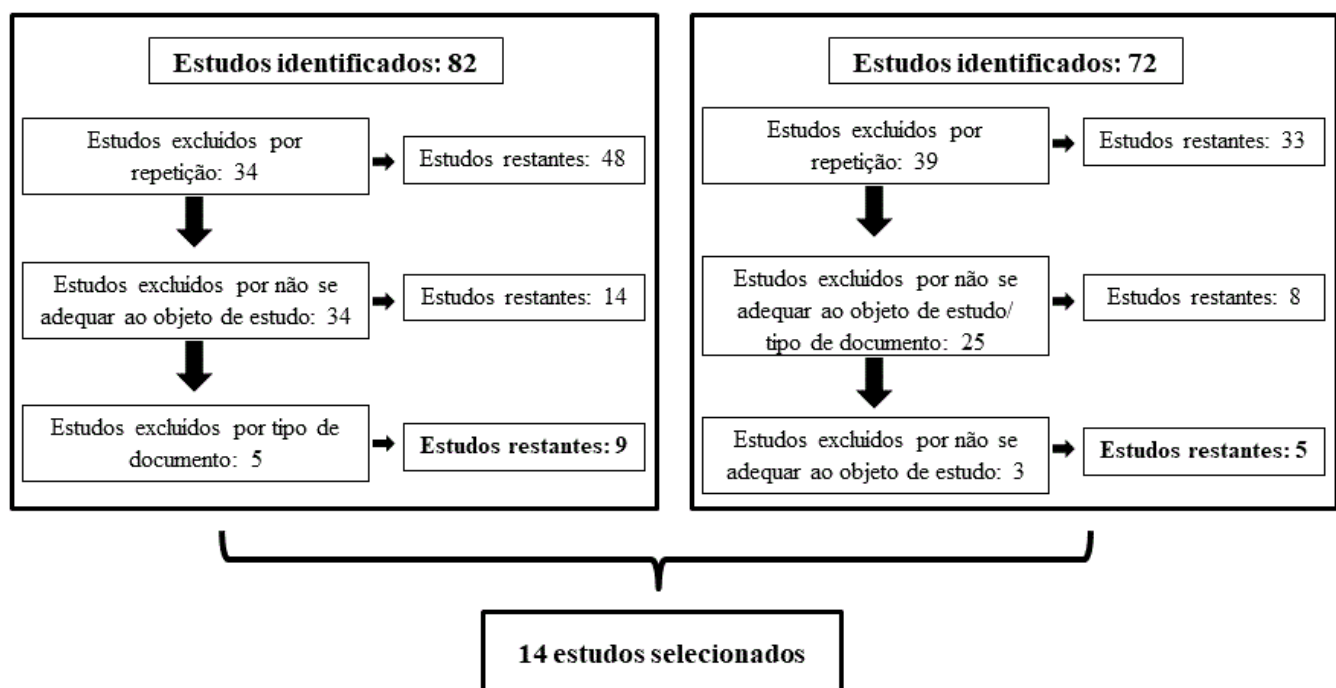 Estudos identificados: 82
Estudos excluídos por
repetição: 34
Estudos restantes: 48
Estudos excluídos por não se
adequar ao objeto de estudo: 34
Estudos restantes: 14
Estudos excluídos por tipo de
documento: 5
Estudos restantes: 9
Estudos identificados: 72
Estudos excluídos por
repetição: 39
Estudos restantes: 33
Estudos excluídos por não se
adequar ao objeto de estudo/
tipo de documento: 25
Estudos restantes: 8
Estudos excluídos por não se
adequar ao objeto de estudo: 3
Estudos restantes: 5
14 estudos selecionados